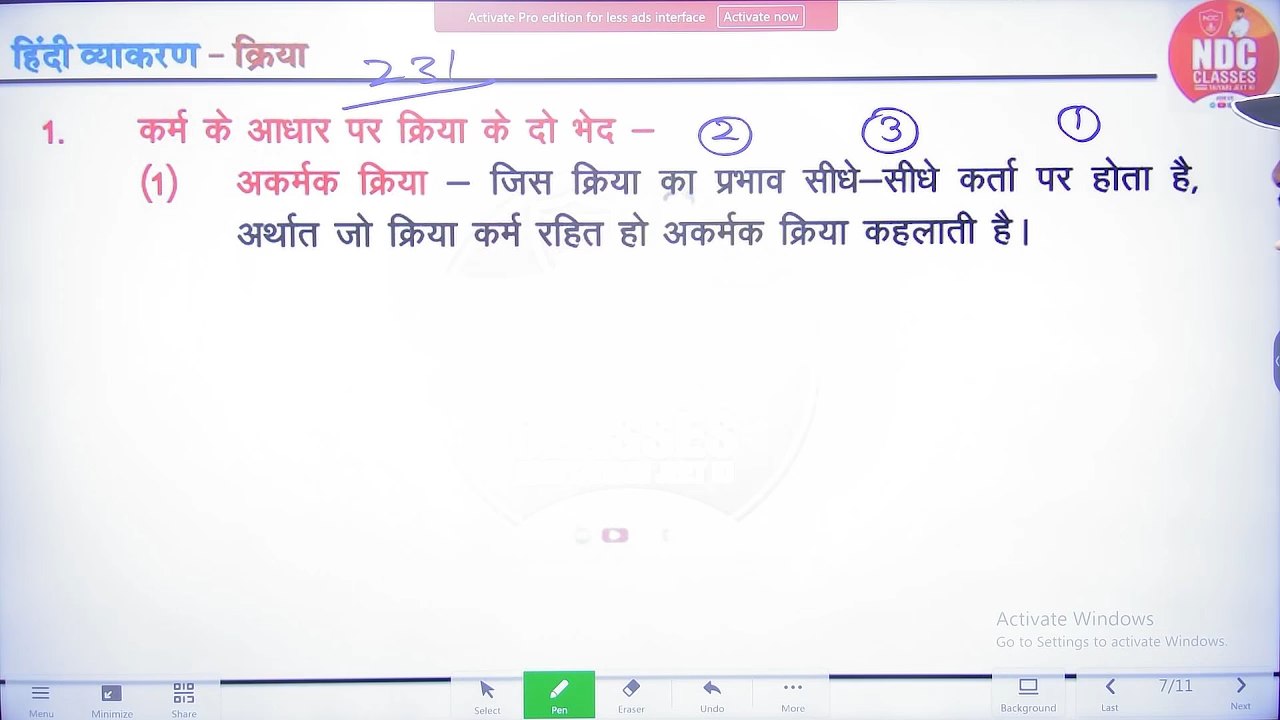 Activate Pro edition for less ads interface Activate now
हिंदी व्याकरण – क्रिया
231
NDC
CLASSES
1. कर्म के आधार पर क्रिया के दो भेद – 2 3 1
(1) अकर्मक क्रिया – जिस क्रिया का प्रभाव सीधे–सीधे कर्ता पर होता है,
अर्थात जो क्रिया कर्म रहित हो अकर्मक क्रिया कहलाती है।
Activate Windows
Go to Settings to activate Windows.
Menu Minimize Share Select Pen Eraser Undo More Background Last 7/11 Next